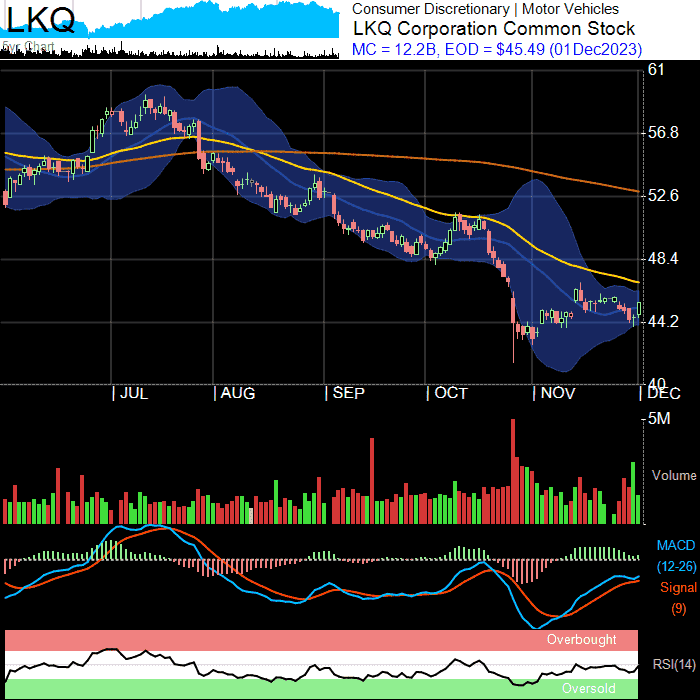 LKQ
5yr Chart
Consumer Discretionary | Motor Vehicles
LKQ Corporation Common Stock
MC = 12.2B, EOD = $45.49 (01Dec2023)
61
56.8
52.6
48.4
44.2
40
| JUL | AUG | SEP | OCT | NOV | DEC
5M
Volume
MACD
(12-26)
Signal
(9)
Overbought
RSI(14)
Oversold